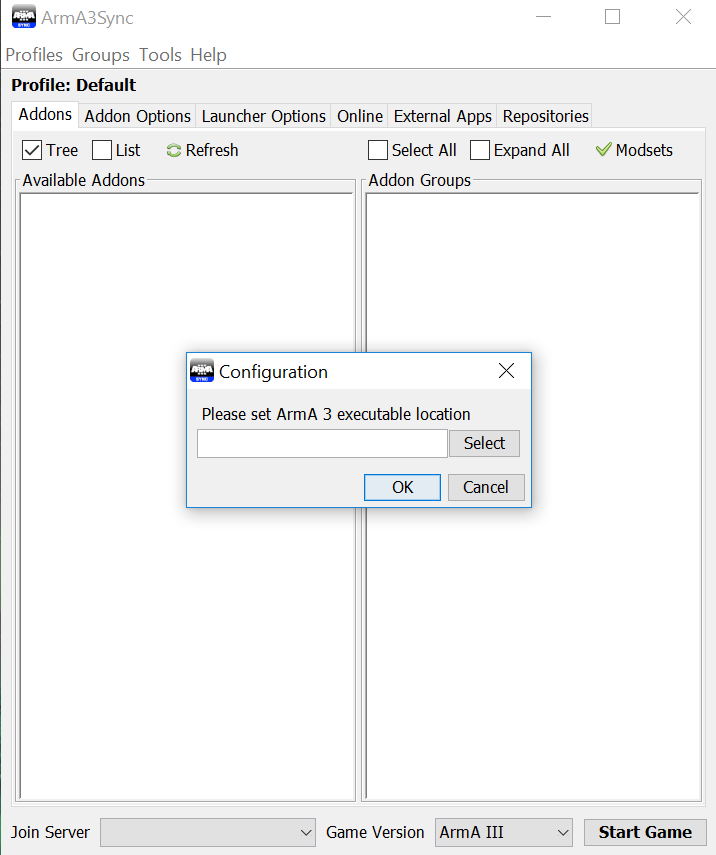 ArmA3Sync
Profiles Groups Tools Help
Profile: Default
Addons Addon Options Launcher Options Online External Apps Repositories
Tree List Refresh Select All Expand All Modsets
Available Addons Addon Groups
Configuration
Please set ArmA 3 executable location
Select
OK Cancel
Join Server Game Version ArmA III Start Game